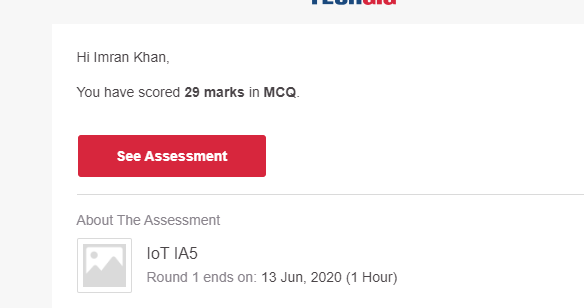 Hi Imran Khan,
You have scored 29 marks in MCQ.
See Assessment
About The Assessment
IoT IA5
Round 1 ends on: 13 Jun, 2020 (1 Hour)